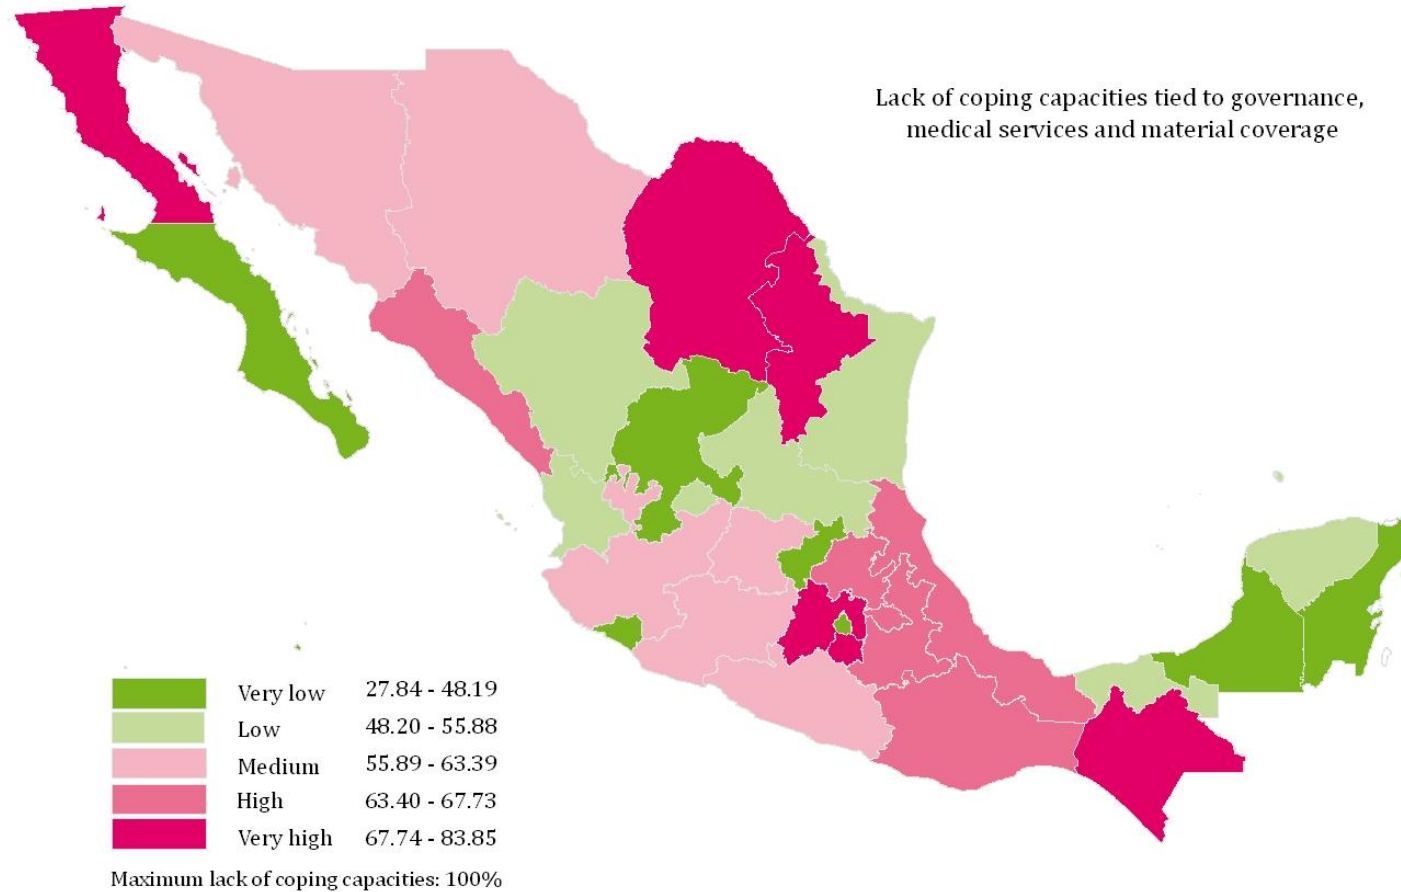 Lack of coping capacities tied to governance,
medical services and material coverage
Very low 27.84 - 48.19
Low 48.20 - 55.88
Medium 55.89 - 63.39
High 63.40 - 67.73
Very high 67.74 - 83.85
Maximum lack of coping capacities: 100%